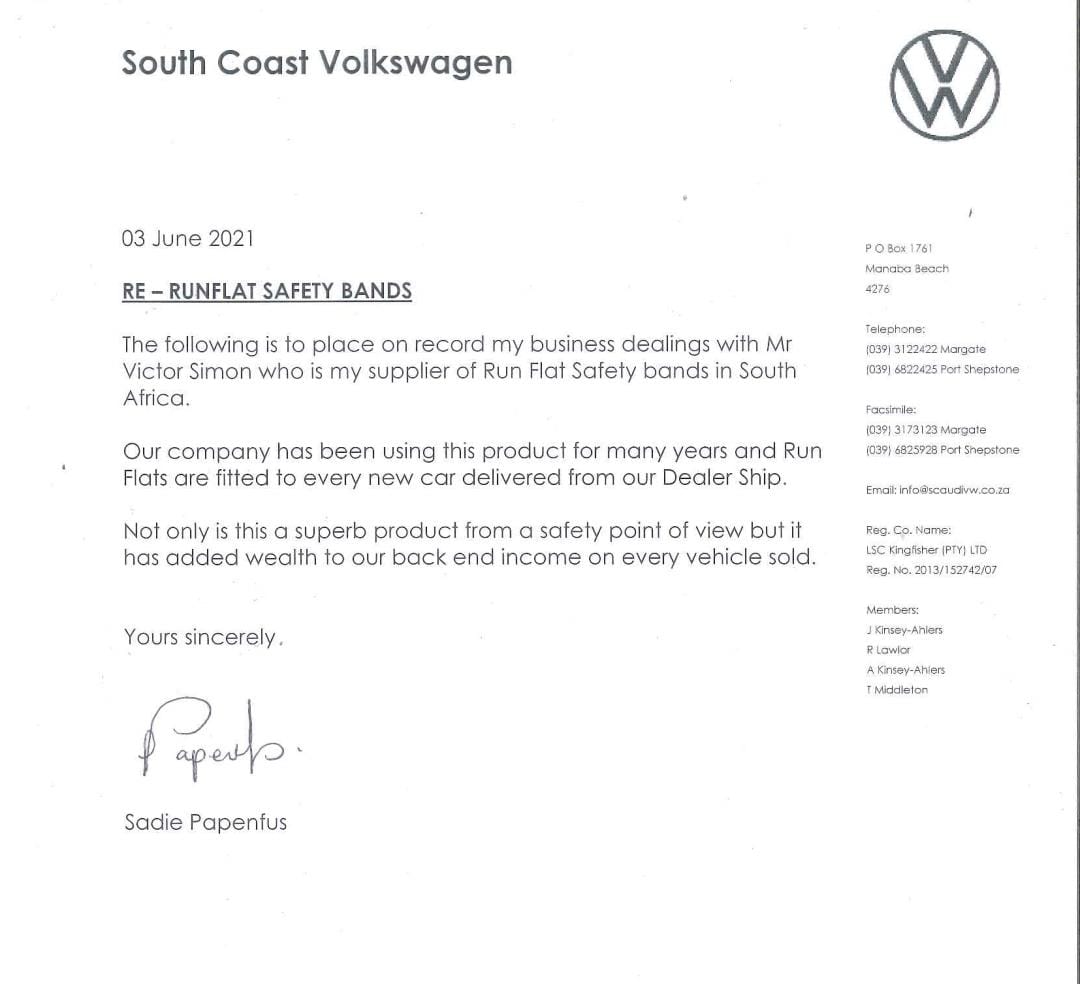 South Coast Volkswagen
03 June 2021
RE – RUNFLAT SAFETY BANDS
The following is to place on record my business dealings with Mr
Victor Simon who is my supplier of Run Flat Safety bands in South
Africa.
Our company has been using this product for many years and Run
Flats are fitted to every new car delivered from our Dealer Ship.
Not only is this a superb product from a safety point of view but it
has added wealth to our back end income on every vehicle sold.
Yours sincerely,
Papenfus.
Sadie Papenfus
P O Box 1761
Manaba Beach
4276
Telephone:
(039) 3122422 Margate
(039) 6822425 Port Shepstone
Facsimile:
(039) 3173123 Margate
(039) 6825928 Port Shepstone
Email: info@scaudivw.co.za
Reg. Co. Name:
LSC Kingfisher (PTY) LTD
Reg. No. 2013/152742/07
Members:
J Kinsey-Ahlers
R Lawlor
A Kinsey-Ahlers
T Middleton